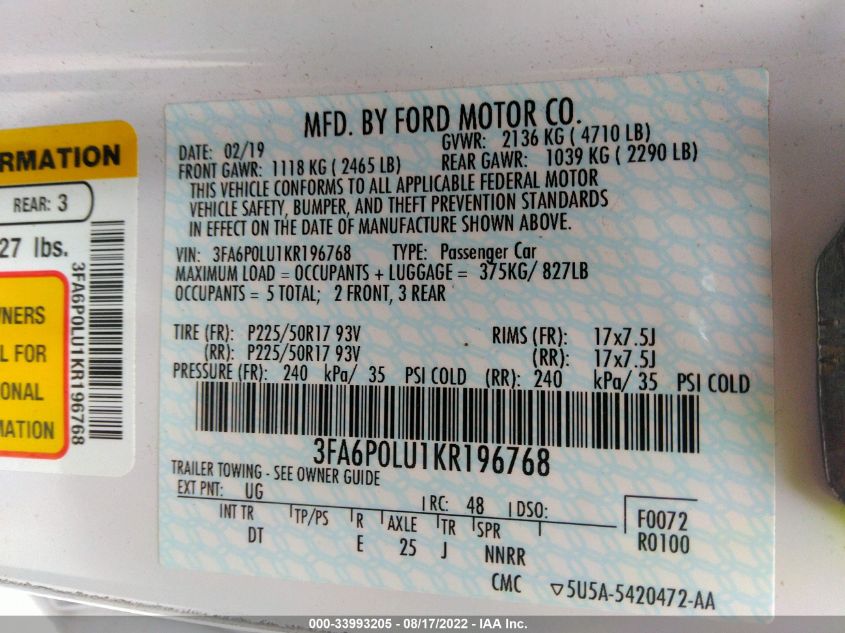 RMATION
REAR: 3
27 lbs.
3FA6P0LU1KR196768
WNERS
L FOR
IONAL
MATION
MFD. BY FORD MOTOR CO.
DATE: 02/19 GVWR: 2136 KG ( 4710 LB)
FRONT GAWR: 1118 KG ( 2465 LB) REAR GAWR: 1039 KG ( 2290 LB)
THIS VEHICLE CONFORMS TO ALL APPLICABLE FEDERAL MOTOR
VEHICLE SAFETY, BUMPER, AND THEFT PREVENTION STANDARDS
IN EFFECT ON THE DATE OF MANUFACTURE SHOWN ABOVE.
VIN: 3FA6P0LU1KR196768 TYPE: Passenger Car
MAXIMUM LOAD = OCCUPANTS + LUGGAGE = 375KG/ 827LB
OCCUPANTS = 5 TOTAL; 2 FRONT, 3 REAR
TIRE (FR): P225/50R17 93V RIMS (FR): 17x7.5J
(RR): P225/50R17 93V (RR): 17x7.5J
PRESSURE (FR): 240 kPa/ 35 PSI COLD (RR): 240 kPa/ 35 PSI COLD
3FA6P0LU1KR196768
TRAILER TOWING - SEE OWNER GUIDE
EXT PNT: UG RC: 48 DSO: F0072
INT TR TP/PS R AXLE TR SPR R0100
DT E 25 J NNRR
CMC ▽5U5A-5420472-AA
000-33993205 - 08/17/2022 - IAA Inc.